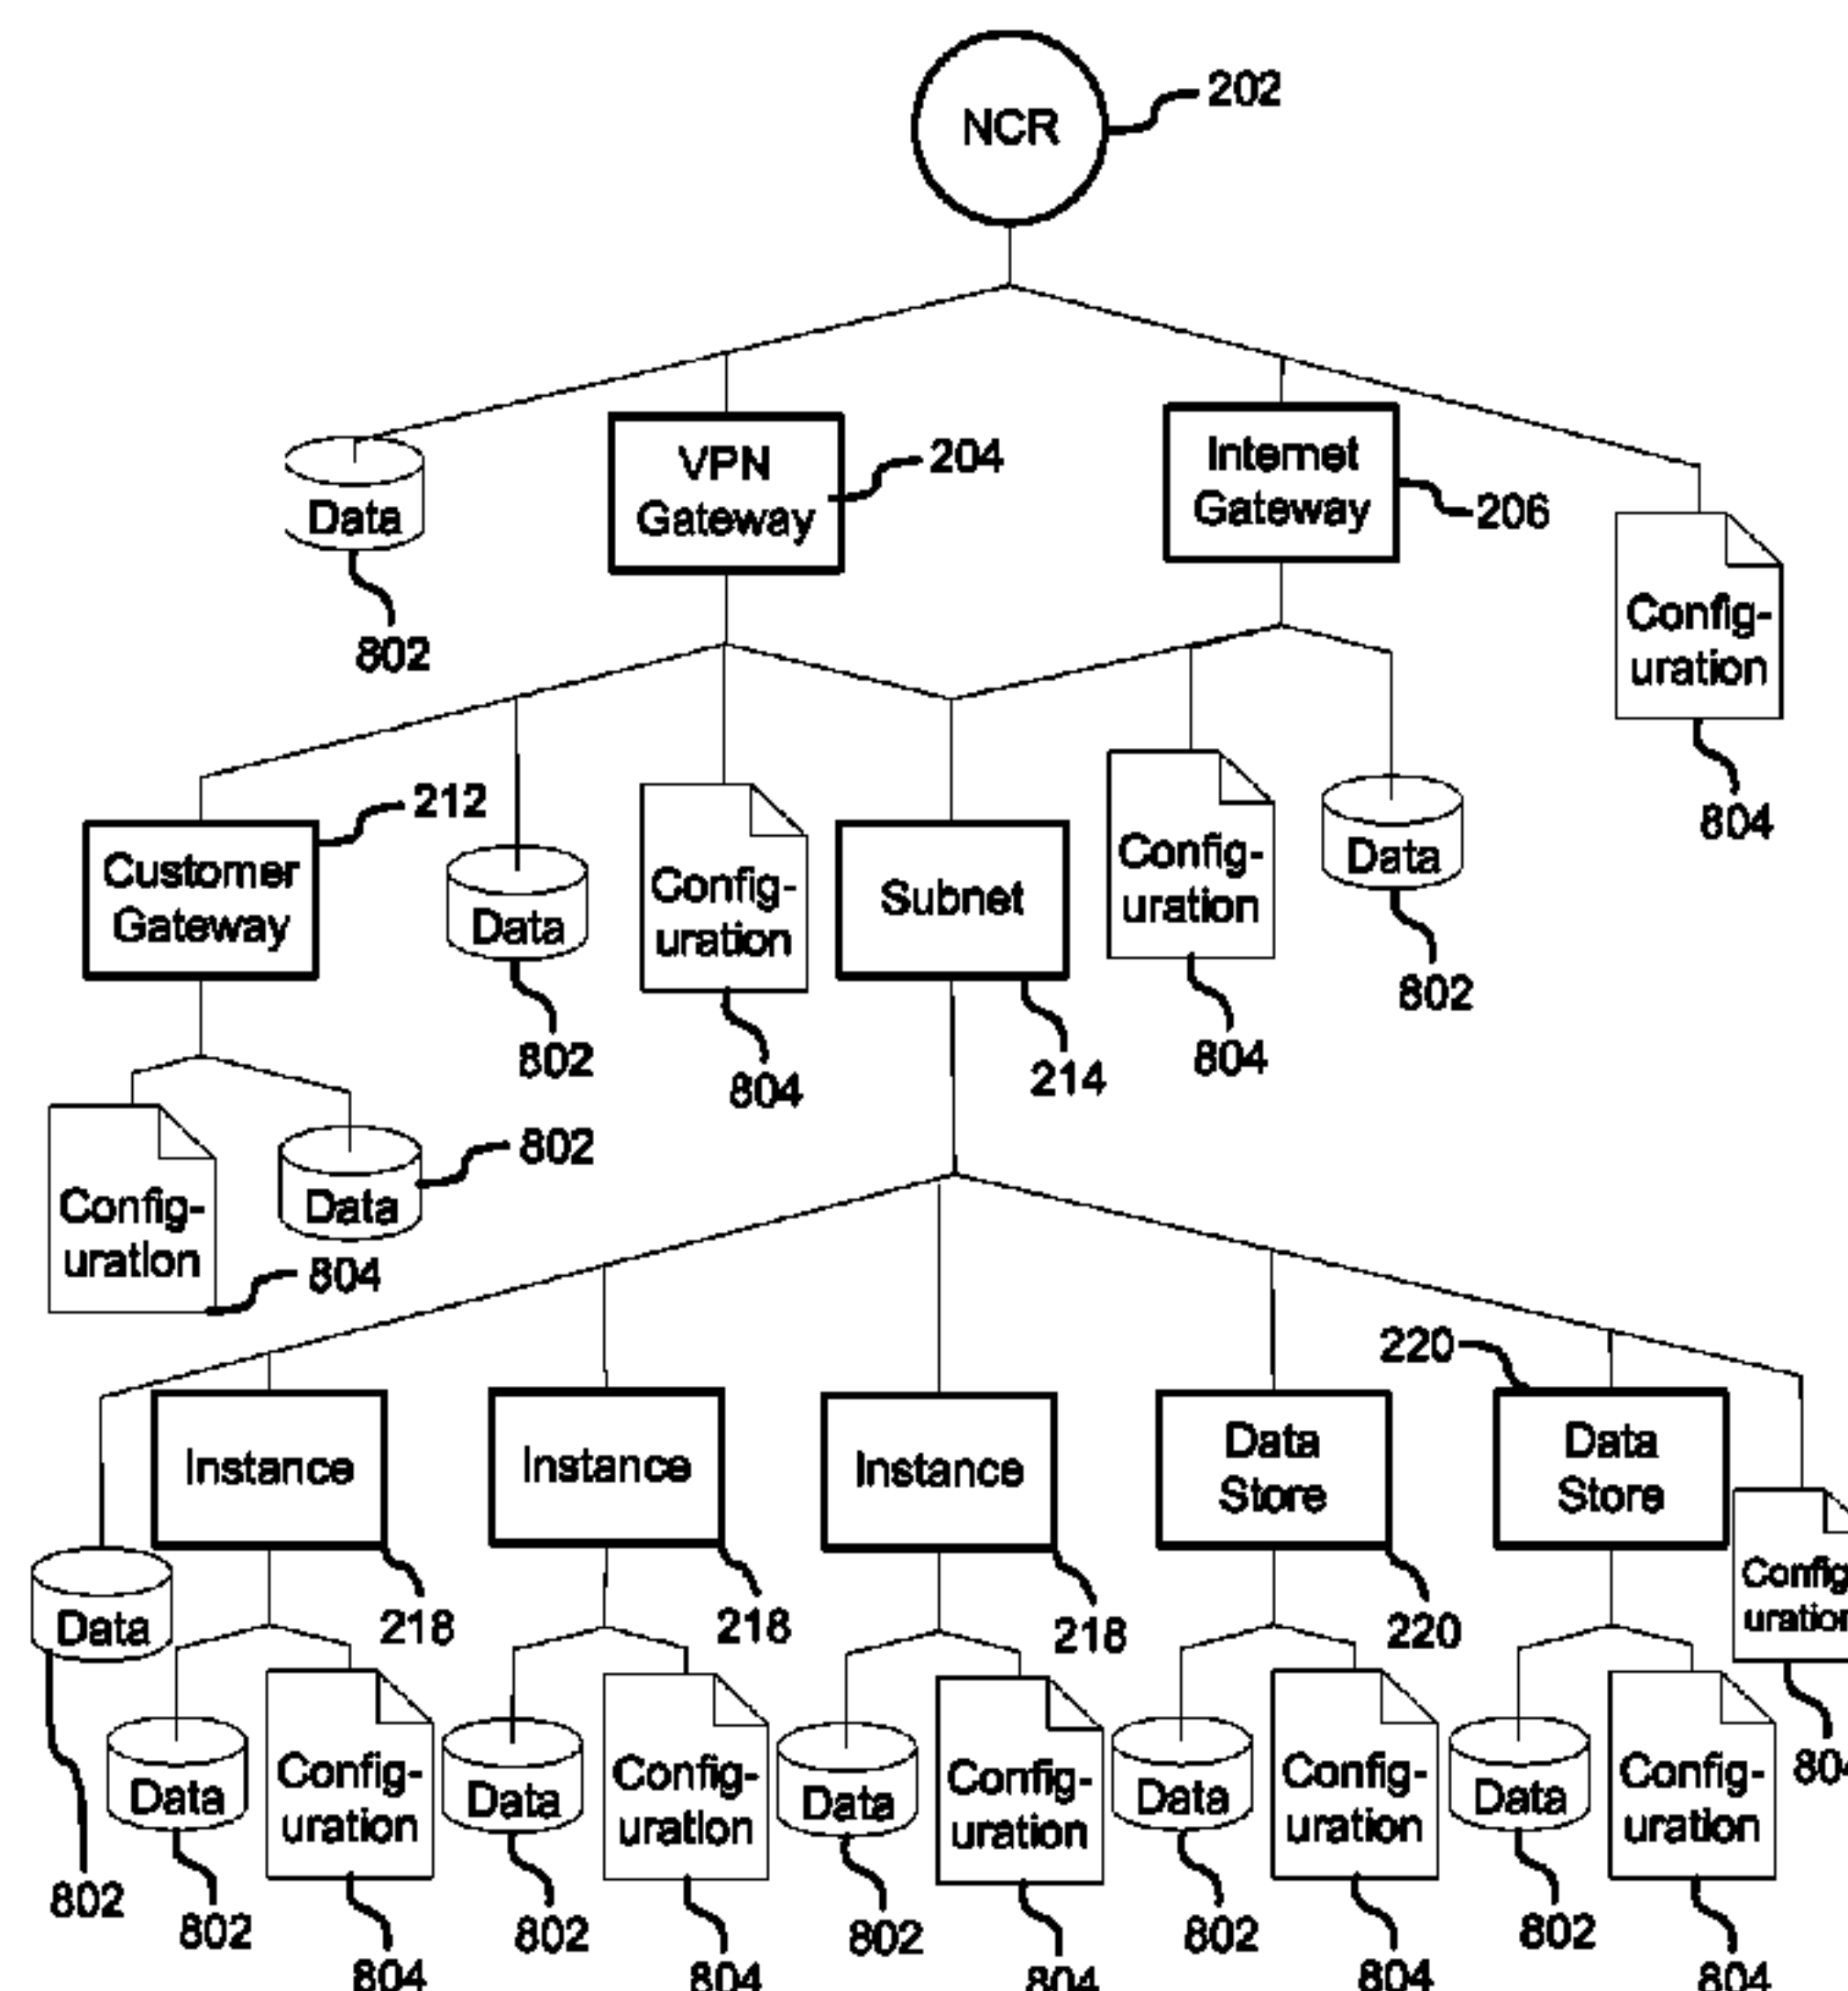 NCR
202
VPN
Gateway
204
Internet
Gateway
206
Data
802
Config-
uration
804
Customer
Gateway
212
Data
802
Config-
uration
804
Subnet
214
Config-
uration
804
Data
802
Config-
uration
804
Data
802
Instance
218
Instance
218
Instance
218
Data
Store
220
Data
Store
220
Data
802
Config
uration
804
Data
802
Config-
uration
804
Data
802
Config-
uration
804
Data
802
Config-
uration
804
Data
802
Config-
uration
804
Data
802
Config-
uration
804